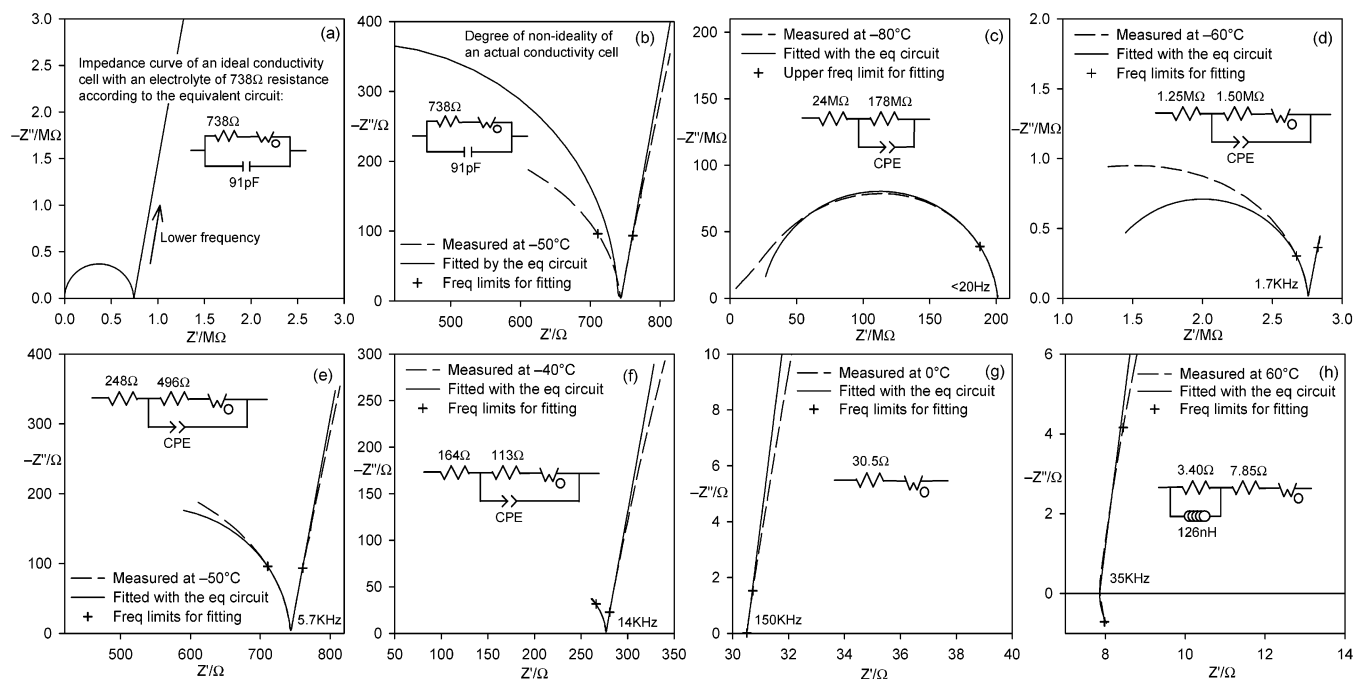 (a)
Impedance curve of an ideal conductivity
cell with an electrolyte of 738Ω resistance
according to the equivalent circuit:
738Ω
91pF
Lower frequency
–Z''/MΩ
3.0
2.5
2.0
1.5
1.0
0.5
0.0
0.0 0.5 1.0 1.5 2.0 2.5 3.0
Z'/MΩ
(b)
Degree of non-ideality of
an actual conductivity cell
738Ω
91pF
Measured at –50°C
Fitted by the eq circuit
Freq limits for fitting
–Z''/Ω
400
300
200
100
0
500 600 700 800
Z'/Ω
(c)
Measured at –80°C
Fitted with the eq circuit
Upper freq limit for fitting
24MΩ 178MΩ
CPE
<20Hz
–Z''/MΩ
200
150
100
50
0
0 50 100 150 200
Z'/MΩ
(d)
Measured at –60°C
Fitted with the eq circuit
Freq limits for fitting
1.25MΩ 1.50MΩ
CPE
1.7KHz
–Z''/MΩ
2.0
1.5
1.0
0.5
0.0
1.0 1.5 2.0 2.5 3.0
Z'/MΩ
(e)
248Ω 496Ω
CPE
Measured at –50°C
Fitted with the eq circuit
Freq limits for fitting
5.7KHz
–Z''/Ω
400
300
200
100
0
500 600 700 800
Z'/Ω
(f)
Measured at –40°C
Fitted with the eq circuit
Freq limits for fitting
164Ω 113Ω
CPE
14KHz
–Z''/Ω
300
250
200
150
100
50
0
50 100 150 200 250 300 350
Z'/Ω
(g)
Measured at 0°C
Fitted with the eq circuit
Freq limits for fitting
30.5Ω
150KHz
–Z''/Ω
10
8
6
4
2
0
30 32 34 36 38 40
Z'/Ω
(h)
Measured at 60°C
Fitted with the eq circuit
Freq limits for fitting
3.40Ω 7.85Ω
126nH
35KHz
–Z''/Ω
6
4
2
0
8 10 12 14
Z'/Ω